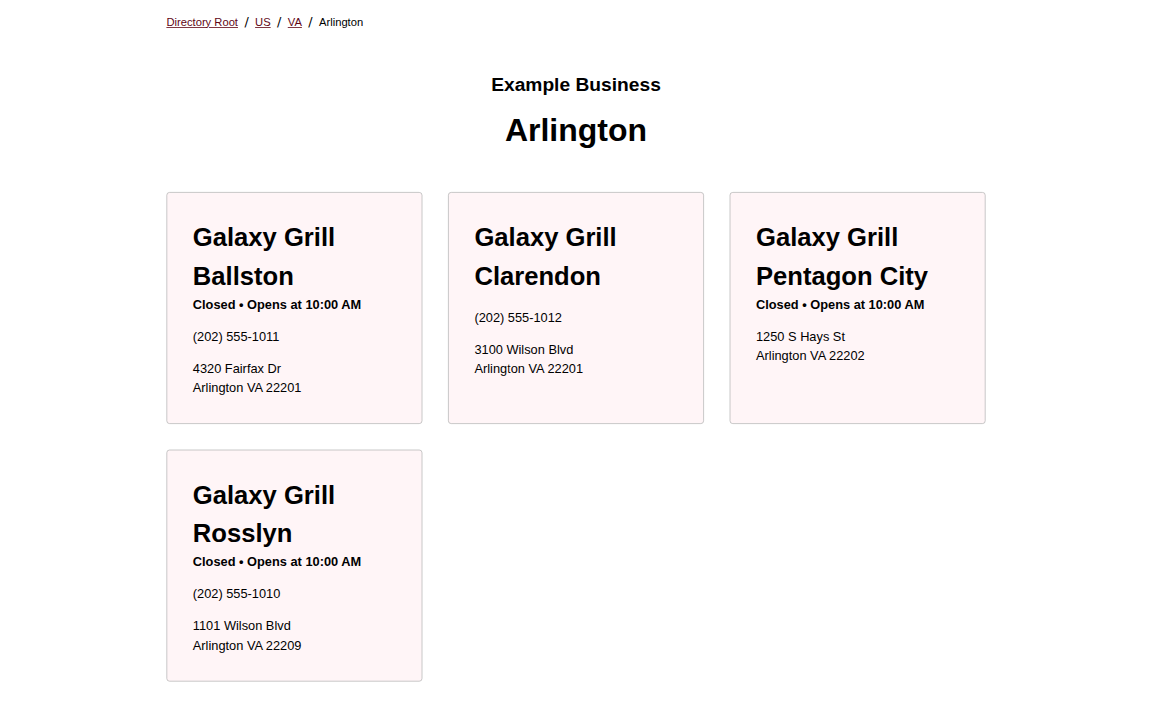 Directory Root / US / VA / Arlington
Example Business
Arlington
Galaxy Grill
Ballston
Closed • Opens at 10:00 AM
(202) 555-1011
4320 Fairfax Dr
Arlington VA 22201
Galaxy Grill
Clarendon
(202) 555-1012
3100 Wilson Blvd
Arlington VA 22201
Galaxy Grill
Pentagon City
Closed • Opens at 10:00 AM
1250 S Hays St
Arlington VA 22202
Galaxy Grill
Rosslyn
Closed • Opens at 10:00 AM
(202) 555-1010
1101 Wilson Blvd
Arlington VA 22209